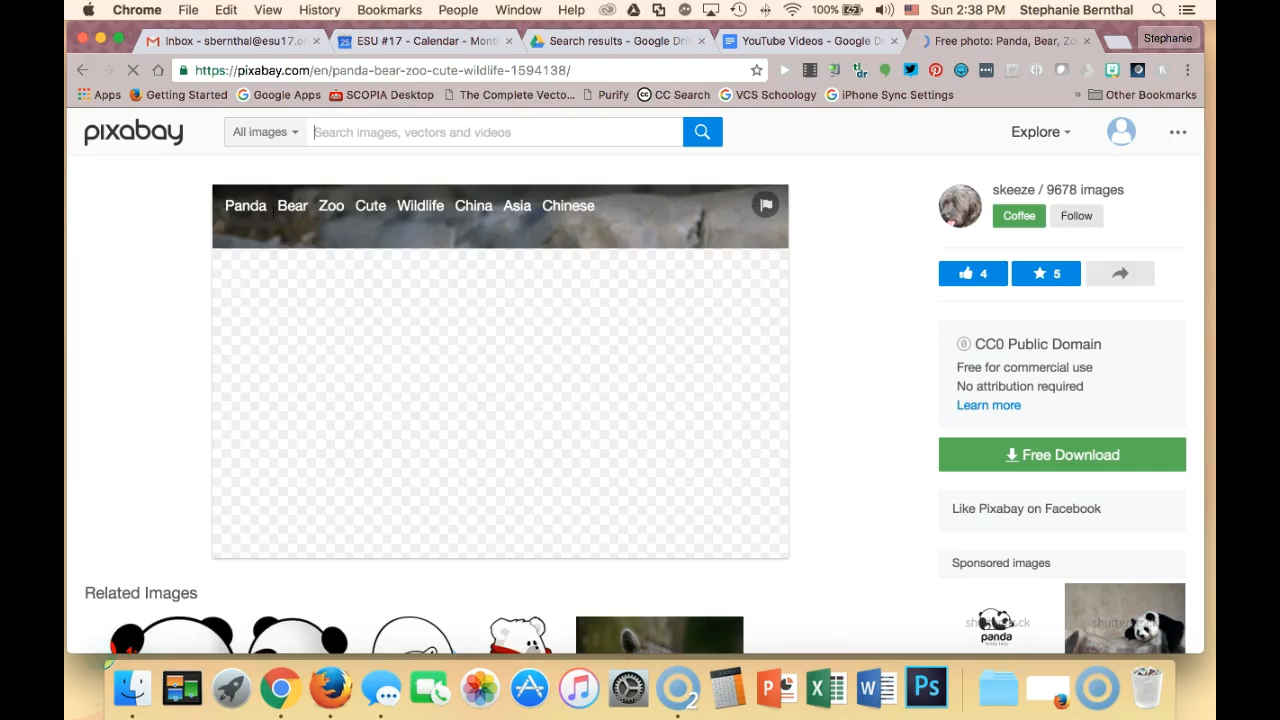 Chrome File Edit View History Bookmarks People Window Help 100% Sun 2:38 PM Stephanie Bernthal
Inbox - sbernthal@esu17.o
ESU #17 - Calendar - Mont
Search results - Google Driv
YouTube Videos - Google D
Free photo: Panda, Bear, Zo
Stephanie
https://pixabay.com/en/panda-bear-zoo-cute-wildlife-1594138/
Apps Getting Started Google Apps SCOPIA Desktop The Complete Vecto... Purify CC Search VCS Schoology iPhone Sync Settings » Other Bookmarks
pixabay All images Search images, vectors and videos Explore
Panda Bear Zoo Cute Wildlife China Asia Chinese
skeeze / 9678 images
Coffee Follow
4 5
CC0 Public Domain
Free for commercial use
No attribution required
Learn more
Free Download
Like Pixabay on Facebook
Sponsored images
Related Images
shutterstock
panda
shutterstock
2 P X W Ps